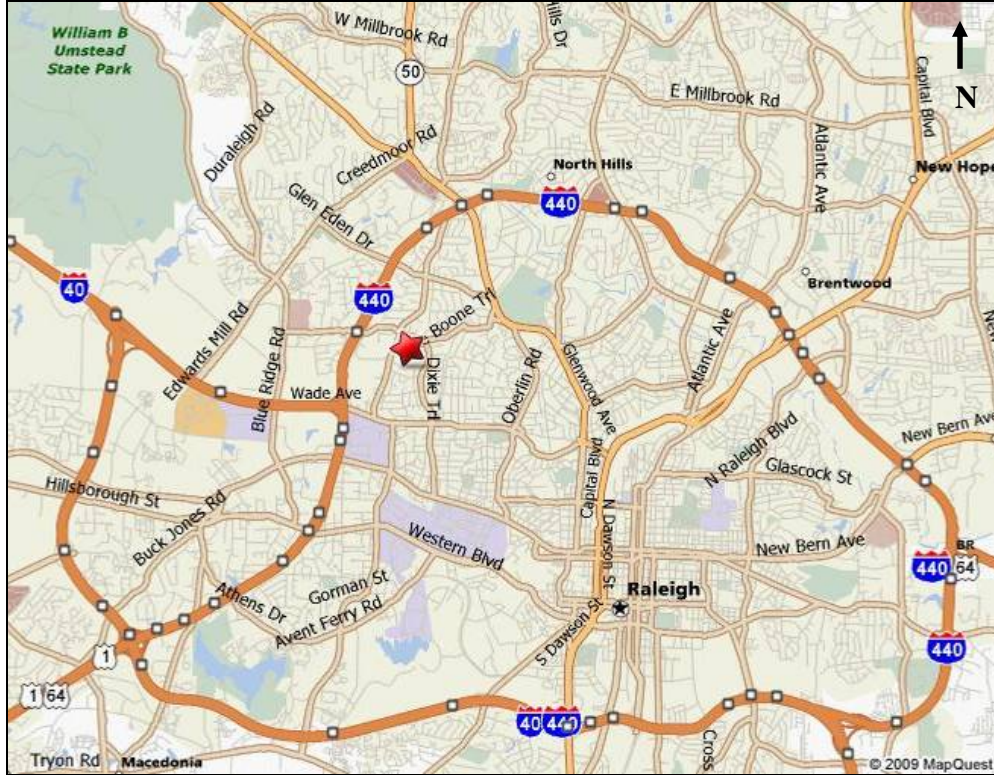 William B
Umstead
State Park
W Millbrook Rd
Hills Dr
50
E Millbrook Rd
N
Capital Blvd
Duraleigh Rd
Creedmoor Rd
North Hills
Atlantic Ave
New Hope
Glen Eden Dr
440
40
440
Brentwood
Edwards Mill Rd
Blue Ridge Rd
Boone Trl
Dixie Trl
Oberlin Rd
Glenwood Ave
Atlantic Ave
New
Wade Ave
Capital Blvd
N Raleigh Blvd
New Bern Ave
Glascock St
Hillsborough St
Buck Jones Rd
Western Blvd
N Dawson St
New Bern Ave
BR
440
64
Athens Dr
Gorman St
Avent Ferry Rd
Raleigh
S Dawson St
1
440
1 64
40 440
Cross
Tryon Rd
Macedonia
© 2009 MapQuest